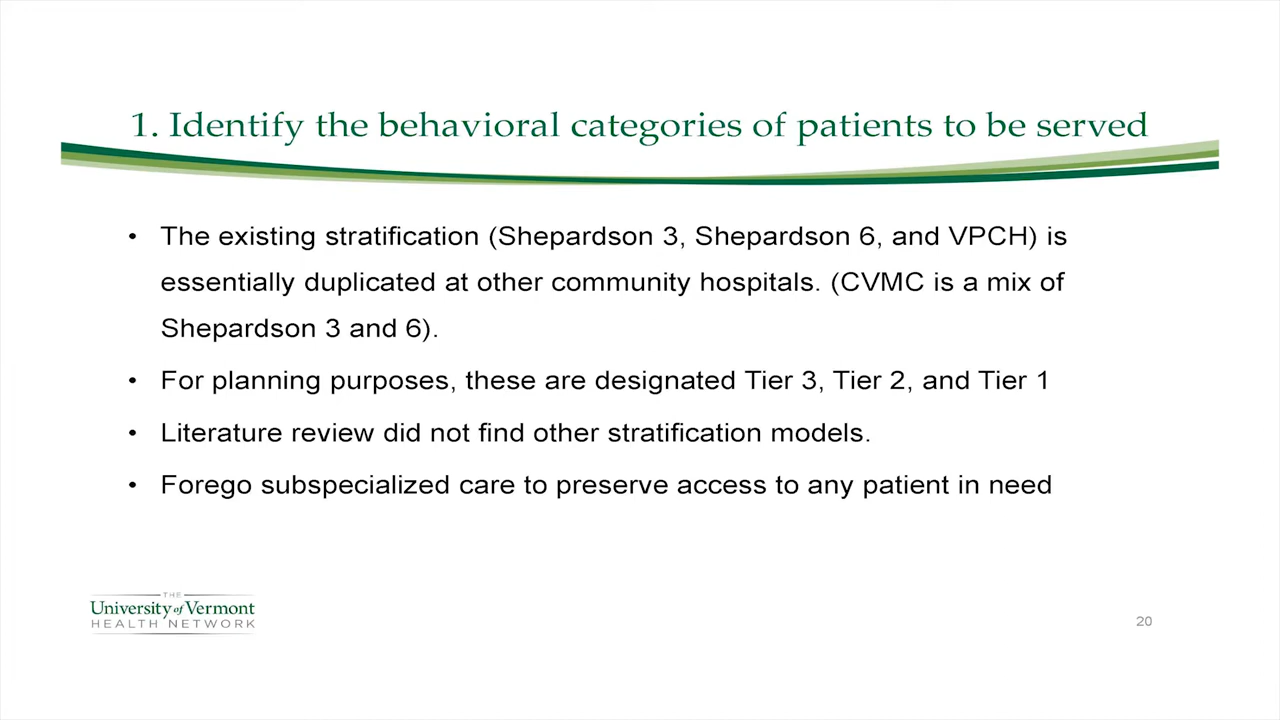 1. Identify the behavioral categories of patients to be served
• The existing stratification (Shepardson 3, Shepardson 6, and VPCH) is
essentially duplicated at other community hospitals. (CVMC is a mix of
Shepardson 3 and 6).
• For planning purposes, these are designated Tier 3, Tier 2, and Tier 1
• Literature review did not find other stratification models.
• Forego subspecialized care to preserve access to any patient in need
THE
University of Vermont
HEALTH NETWORK
20